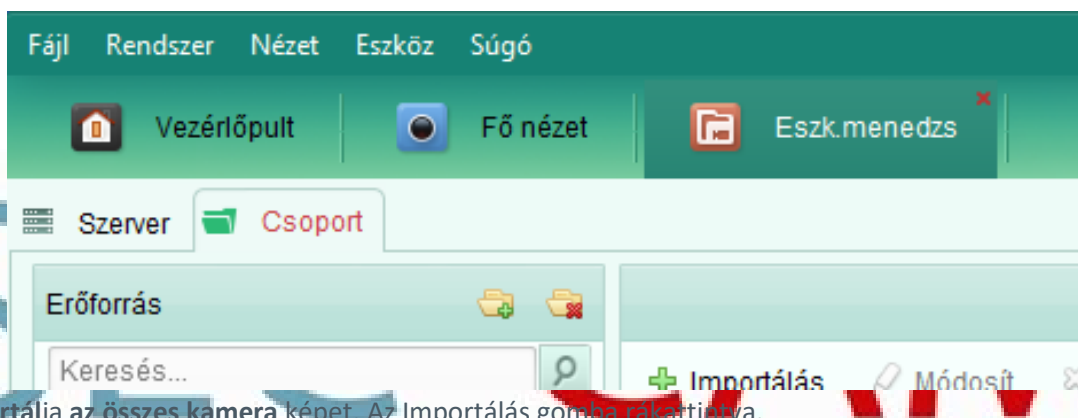 Fájl Rendszer Nézet Eszköz Súgó
Vezérlőpult Fő nézet Eszk.menedzs
Szerver Csoport
Erőforrás
Keresés... Importálás Módosít
az összes kamera képet. Az Importálás gombra rákattintva